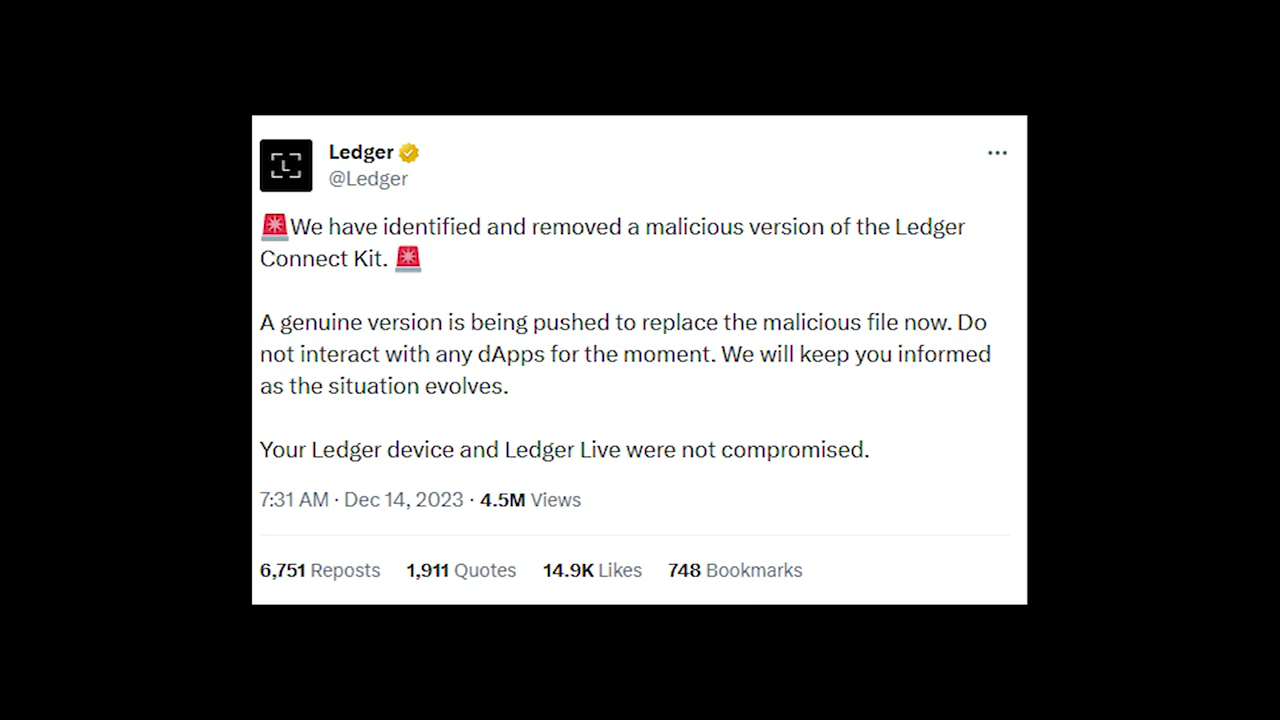 Ledger
@Ledger
🚨We have identified and removed a malicious version of the Ledger
Connect Kit. 🚨
A genuine version is being pushed to replace the malicious file now. Do
not interact with any dApps for the moment. We will keep you informed
as the situation evolves.
Your Ledger device and Ledger Live were not compromised.
7:31 AM · Dec 14, 2023 · 4.5M Views
6,751 Reposts 1,911 Quotes 14.9K Likes 748 Bookmarks